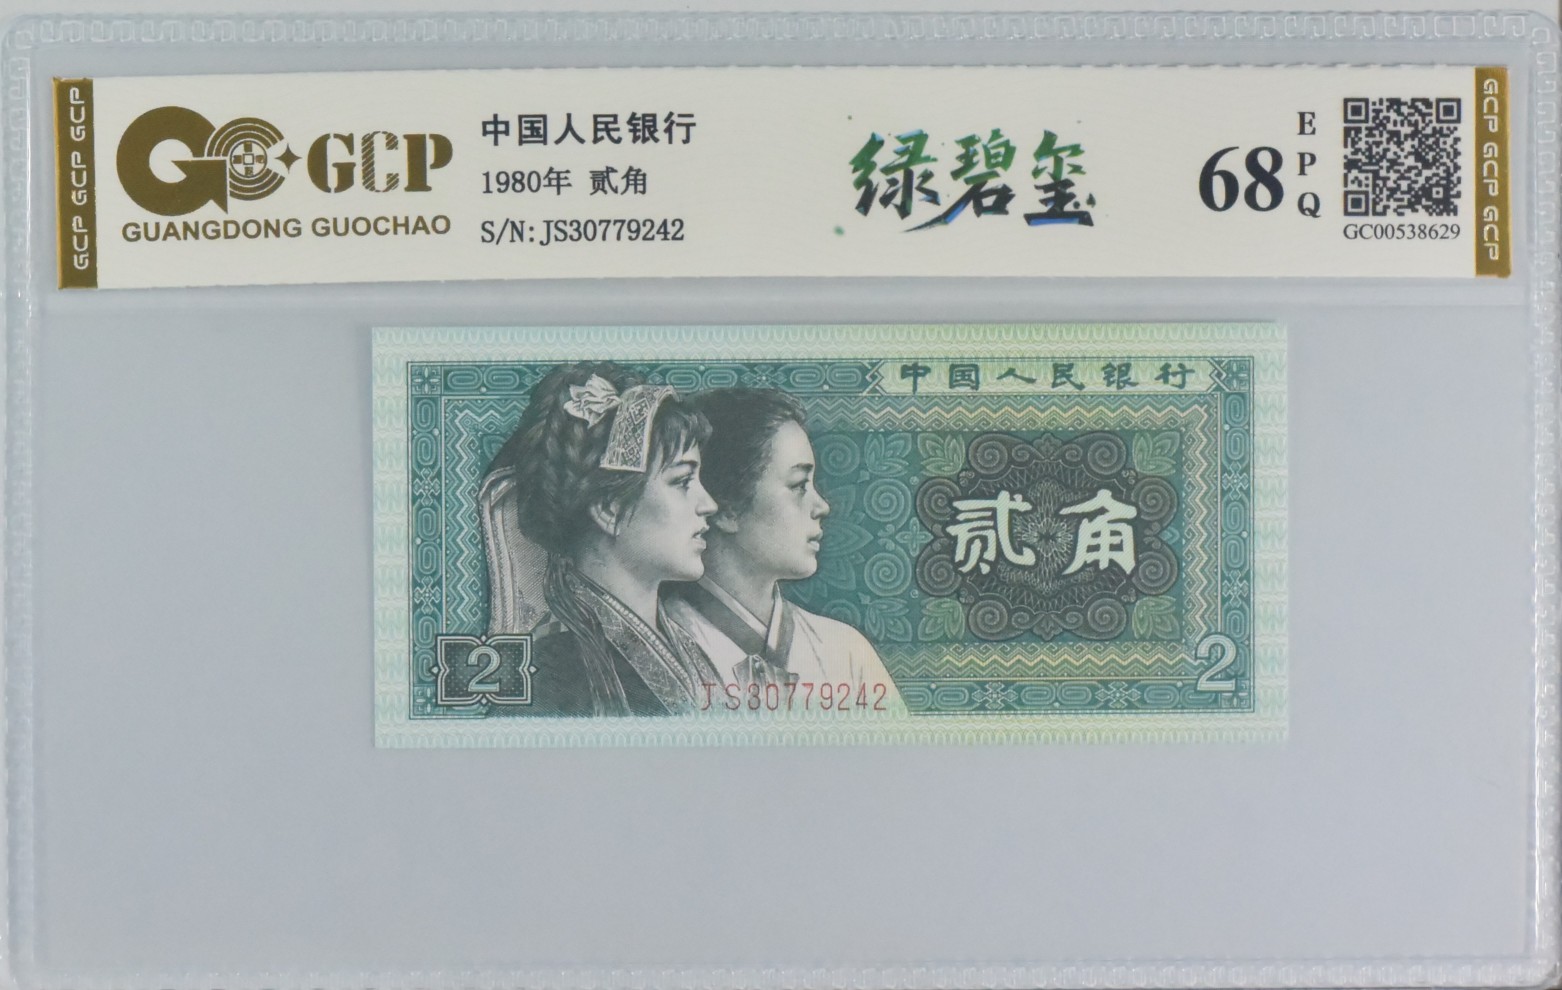 GCP GCP GCP
GCP
GUANGDONG GUOCHAO
中国人民银行
1980年 贰角
S/N:JS30779242
绿碧玺
68
EPQ
GC00538629
GCP GCP GCP
中国人民银行
贰角
2
2
JS30779242